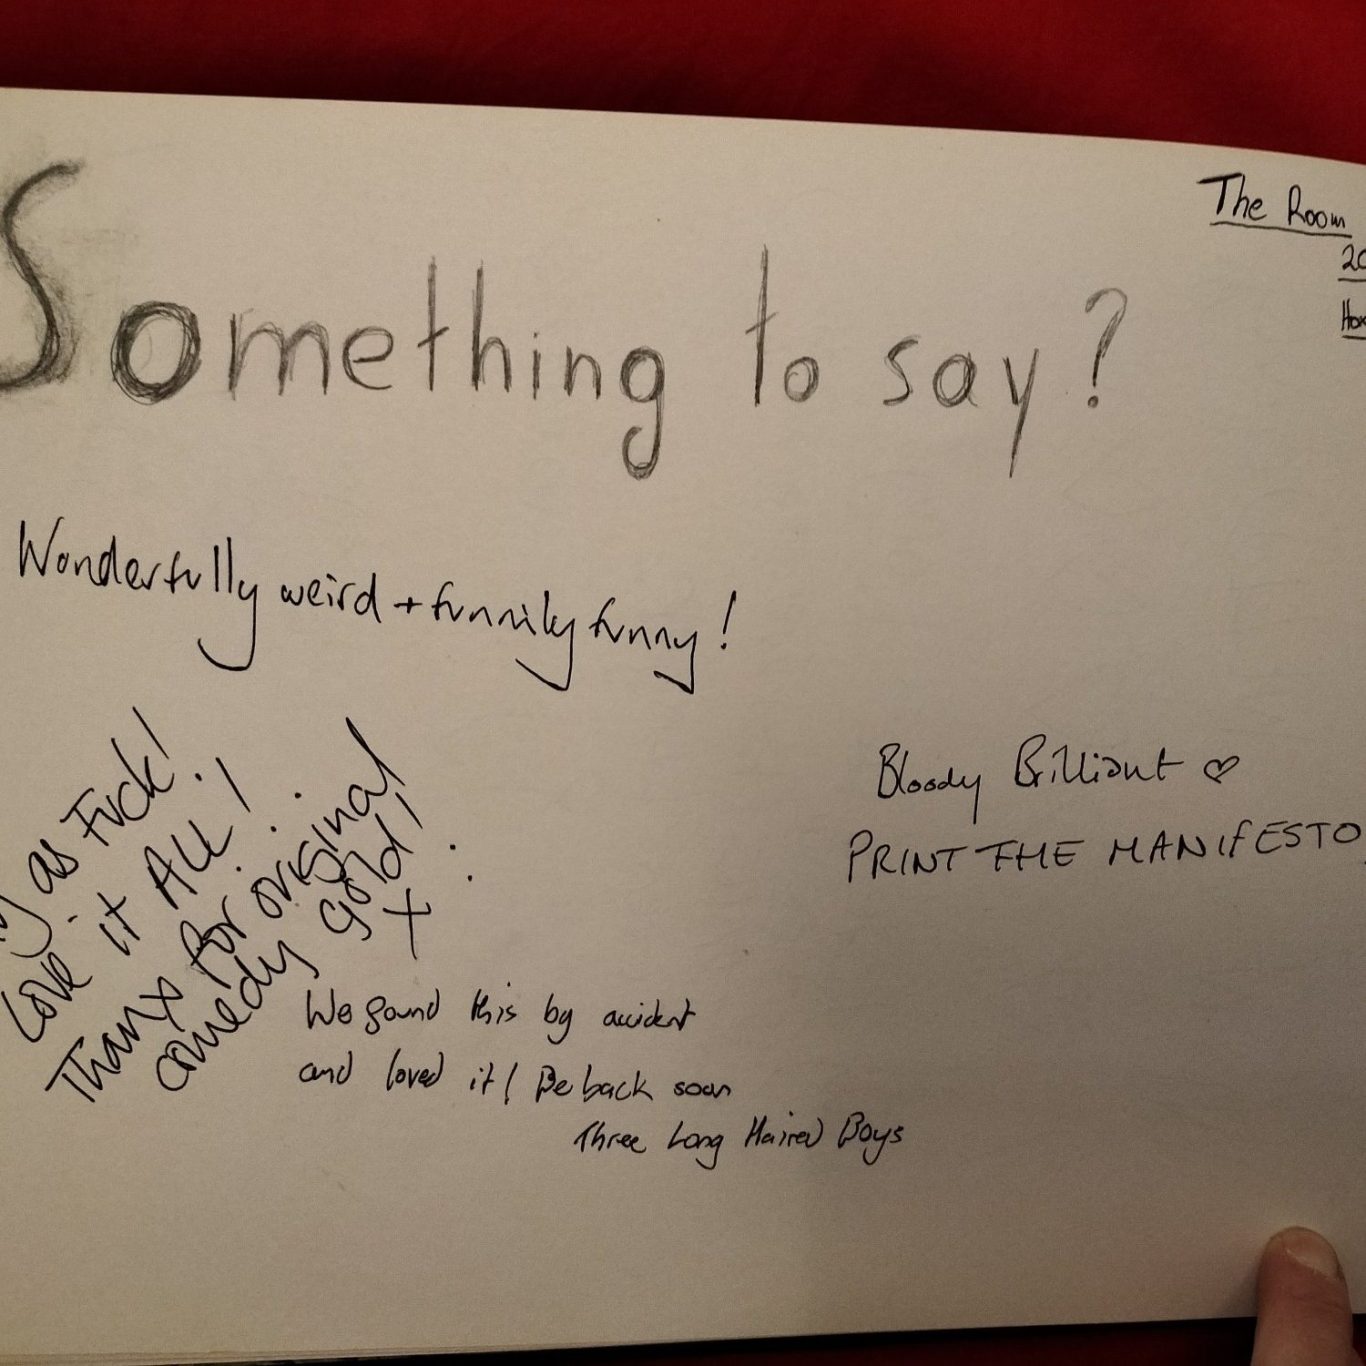 The Room
Something to say?
Wonderfully weird + funnily funny!
as Fuck!
Love it ALL!
Thanx for original
comedy gold!
x
Bloody Brilliant ♡
PRINT THE MANIFESTO
We found this by accident
and loved it! Be back soon
Three Long Haired Boys